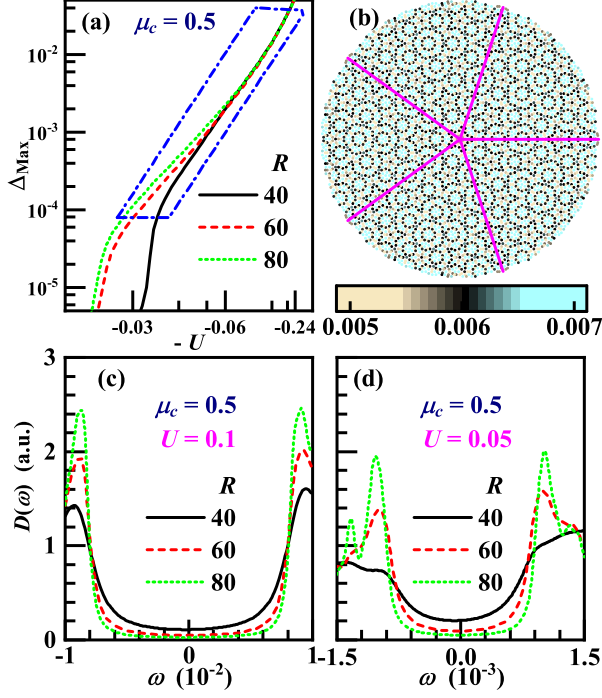 (a)
μc = 0.5
ΔMax
10⁻²
10⁻³
10⁻⁴
10⁻⁵
R
40
60
80
-0.03
-0.06
-0.24
- U
(b)
0.005
0.006
0.007
(c)
μc = 0.5
U = 0.1
D(ω) (a.u.)
3
2
1
0
R
40
60
80
-1
0
1
ω (10⁻²)
(d)
μc = 0.5
U = 0.05
R
40
60
80
-1.5
0.0
1.5
ω (10⁻³)